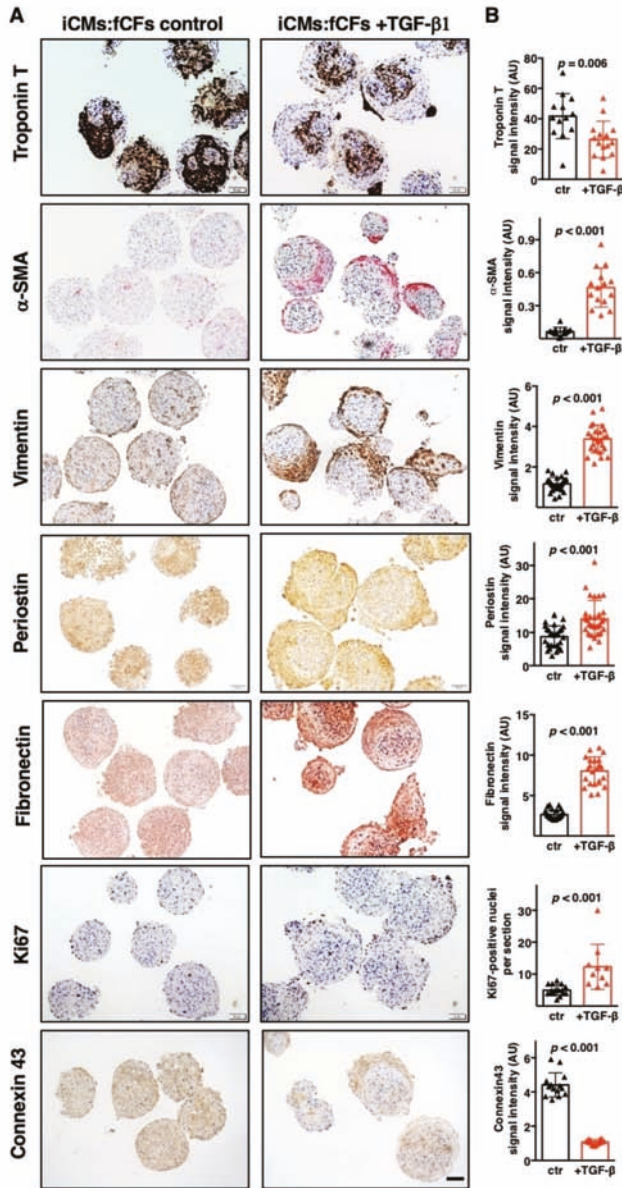 A
iCMs:fCFs control
iCMs:fCFs +TGF-β1
B
Troponin T
Troponin T
signal intensity (AU)
p = 0.006
80
60
40
20
0
ctr
+TGF-β
α-SMA
α-SMA
signal intensity (AU)
p < 0.001
0.9
0.6
0.3
ctr
+TGF-β
Vimentin
Vimentin
signal intensity (AU)
p < 0.001
6
4
2
ctr
+TGF-β
Periostin
Periostin
signal intensity (AU)
p < 0.001
30
20
10
0
ctr
+TGF-β
Fibronectin
Fibronectin
signal intensity (AU)
p < 0.001
15
10
5
ctr
+TGF-β
Ki67
Ki67-positive nuclei
per section
p < 0.001
30
20
10
ctr
+TGF-β
Connexin 43
Connexin43
signal intensity (AU)
p < 0.001
6
4
2
0
ctr
+TGF-β